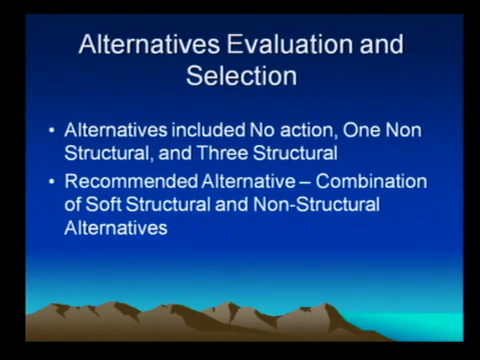 Alternatives Evaluation and
Selection
• Alternatives included No action, One Non
Structural, and Three Structural
• Recommended Alternative – Combination
of Soft Structural and Non-Structural
Alternatives